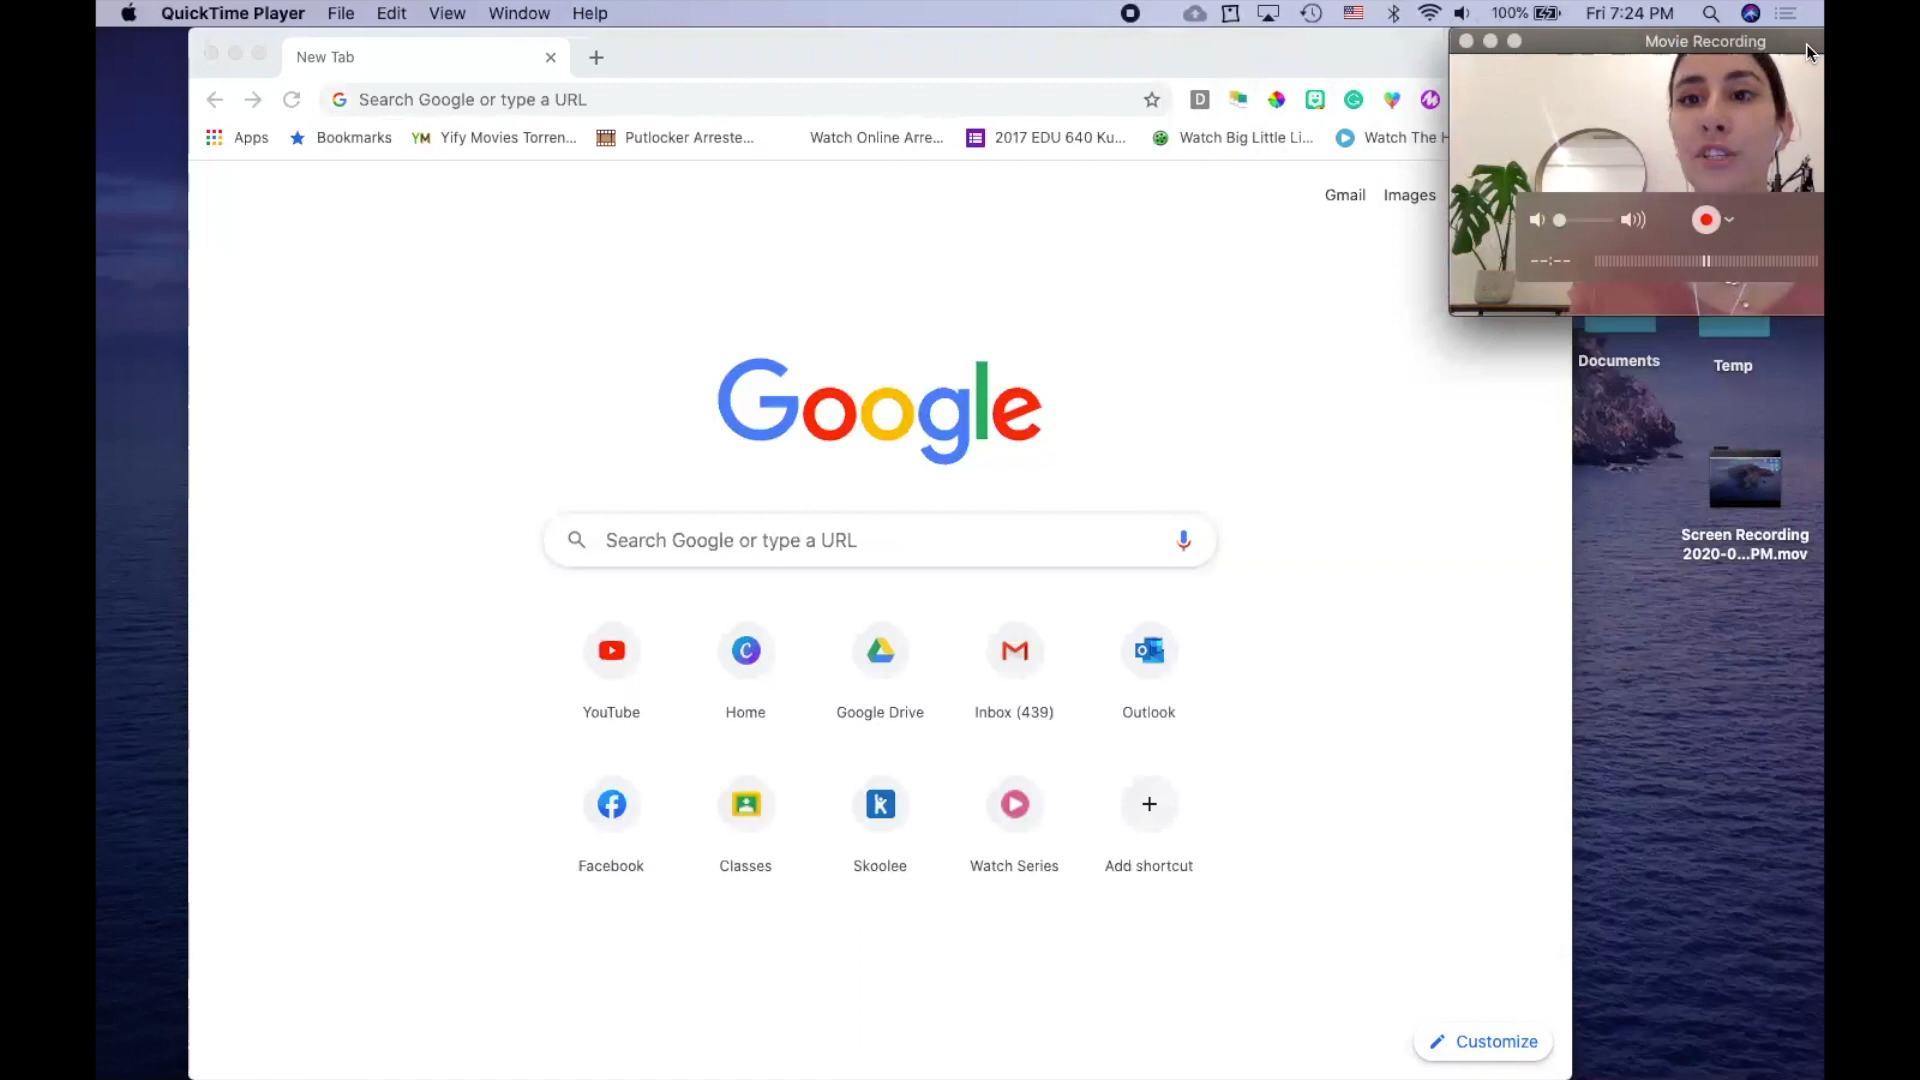 QuickTime Player File Edit View Window Help 100% Fri 7:24 PM
Movie Recording
New Tab
Search Google or type a URL
D
Apps Bookmarks YM Yify Movies Torren... Putlocker Arreste... Watch Online Arre... 2017 EDU 640 Ku... Watch Big Little Li... Watch The H
Gmail Images
--:--
Documents Temp
Google
Screen Recording
2020-0...PM.mov
Search Google or type a URL
YouTube Home Google Drive Inbox (439) Outlook
Facebook Classes Skoolee Watch Series Add shortcut
Customize